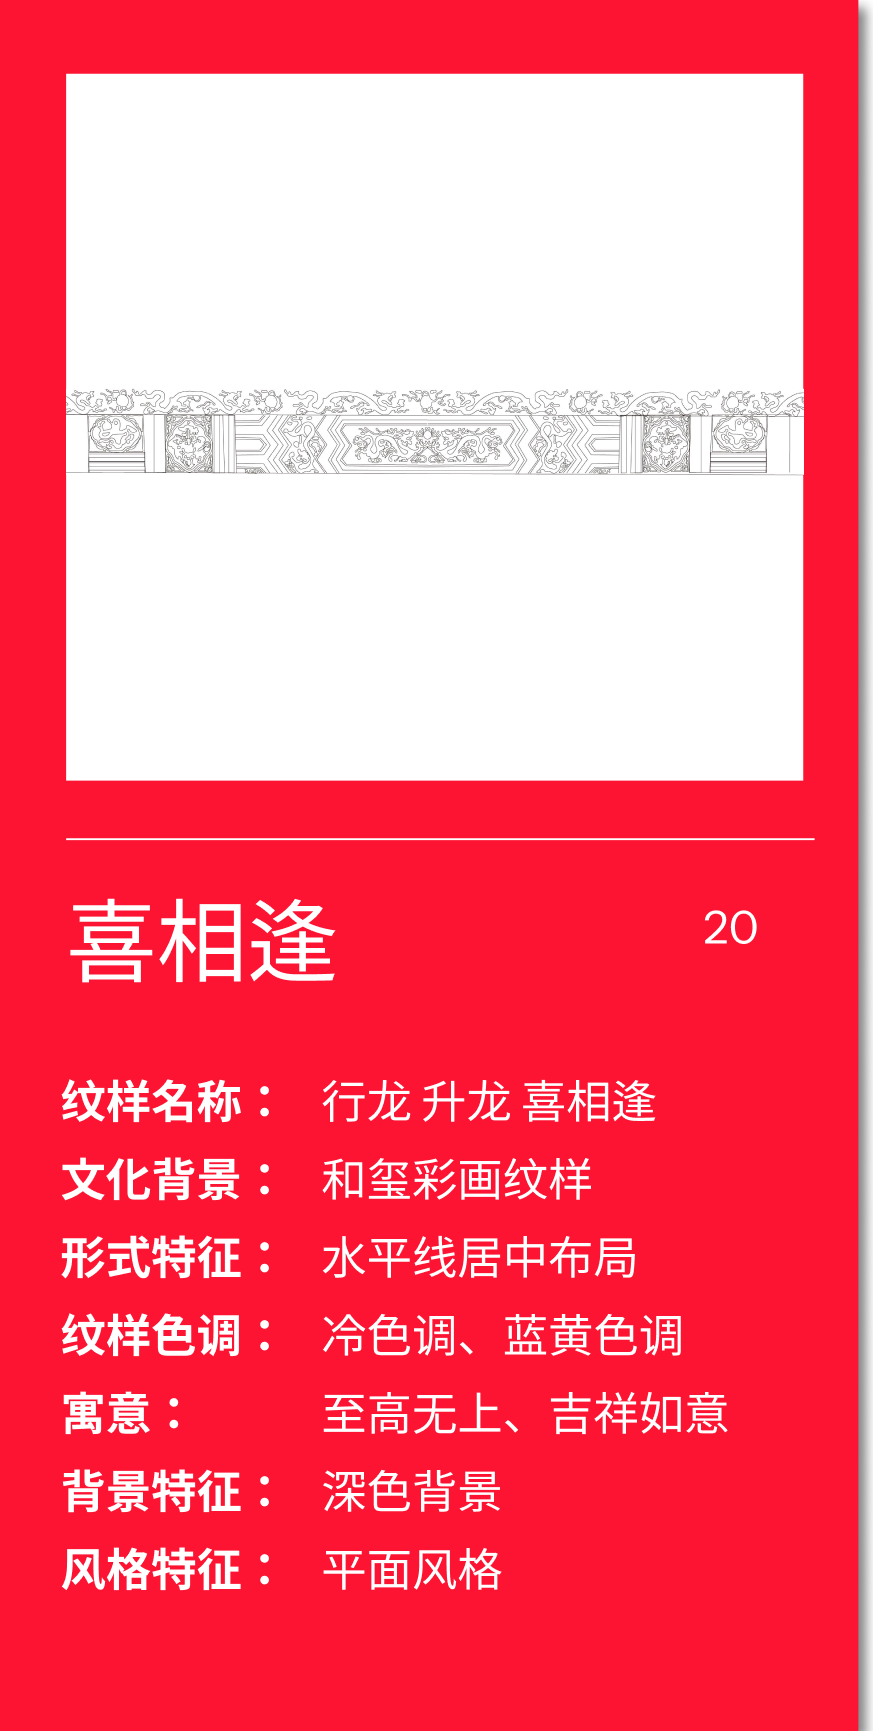 喜相逢
20
纹样名称： 行龙 升龙 喜相逢
文化背景： 和玺彩画纹样
形式特征： 水平线居中布局
纹样色调： 冷色调、蓝黄色调
寓意： 至高无上、吉祥如意
背景特征： 深色背景
风格特征： 平面风格